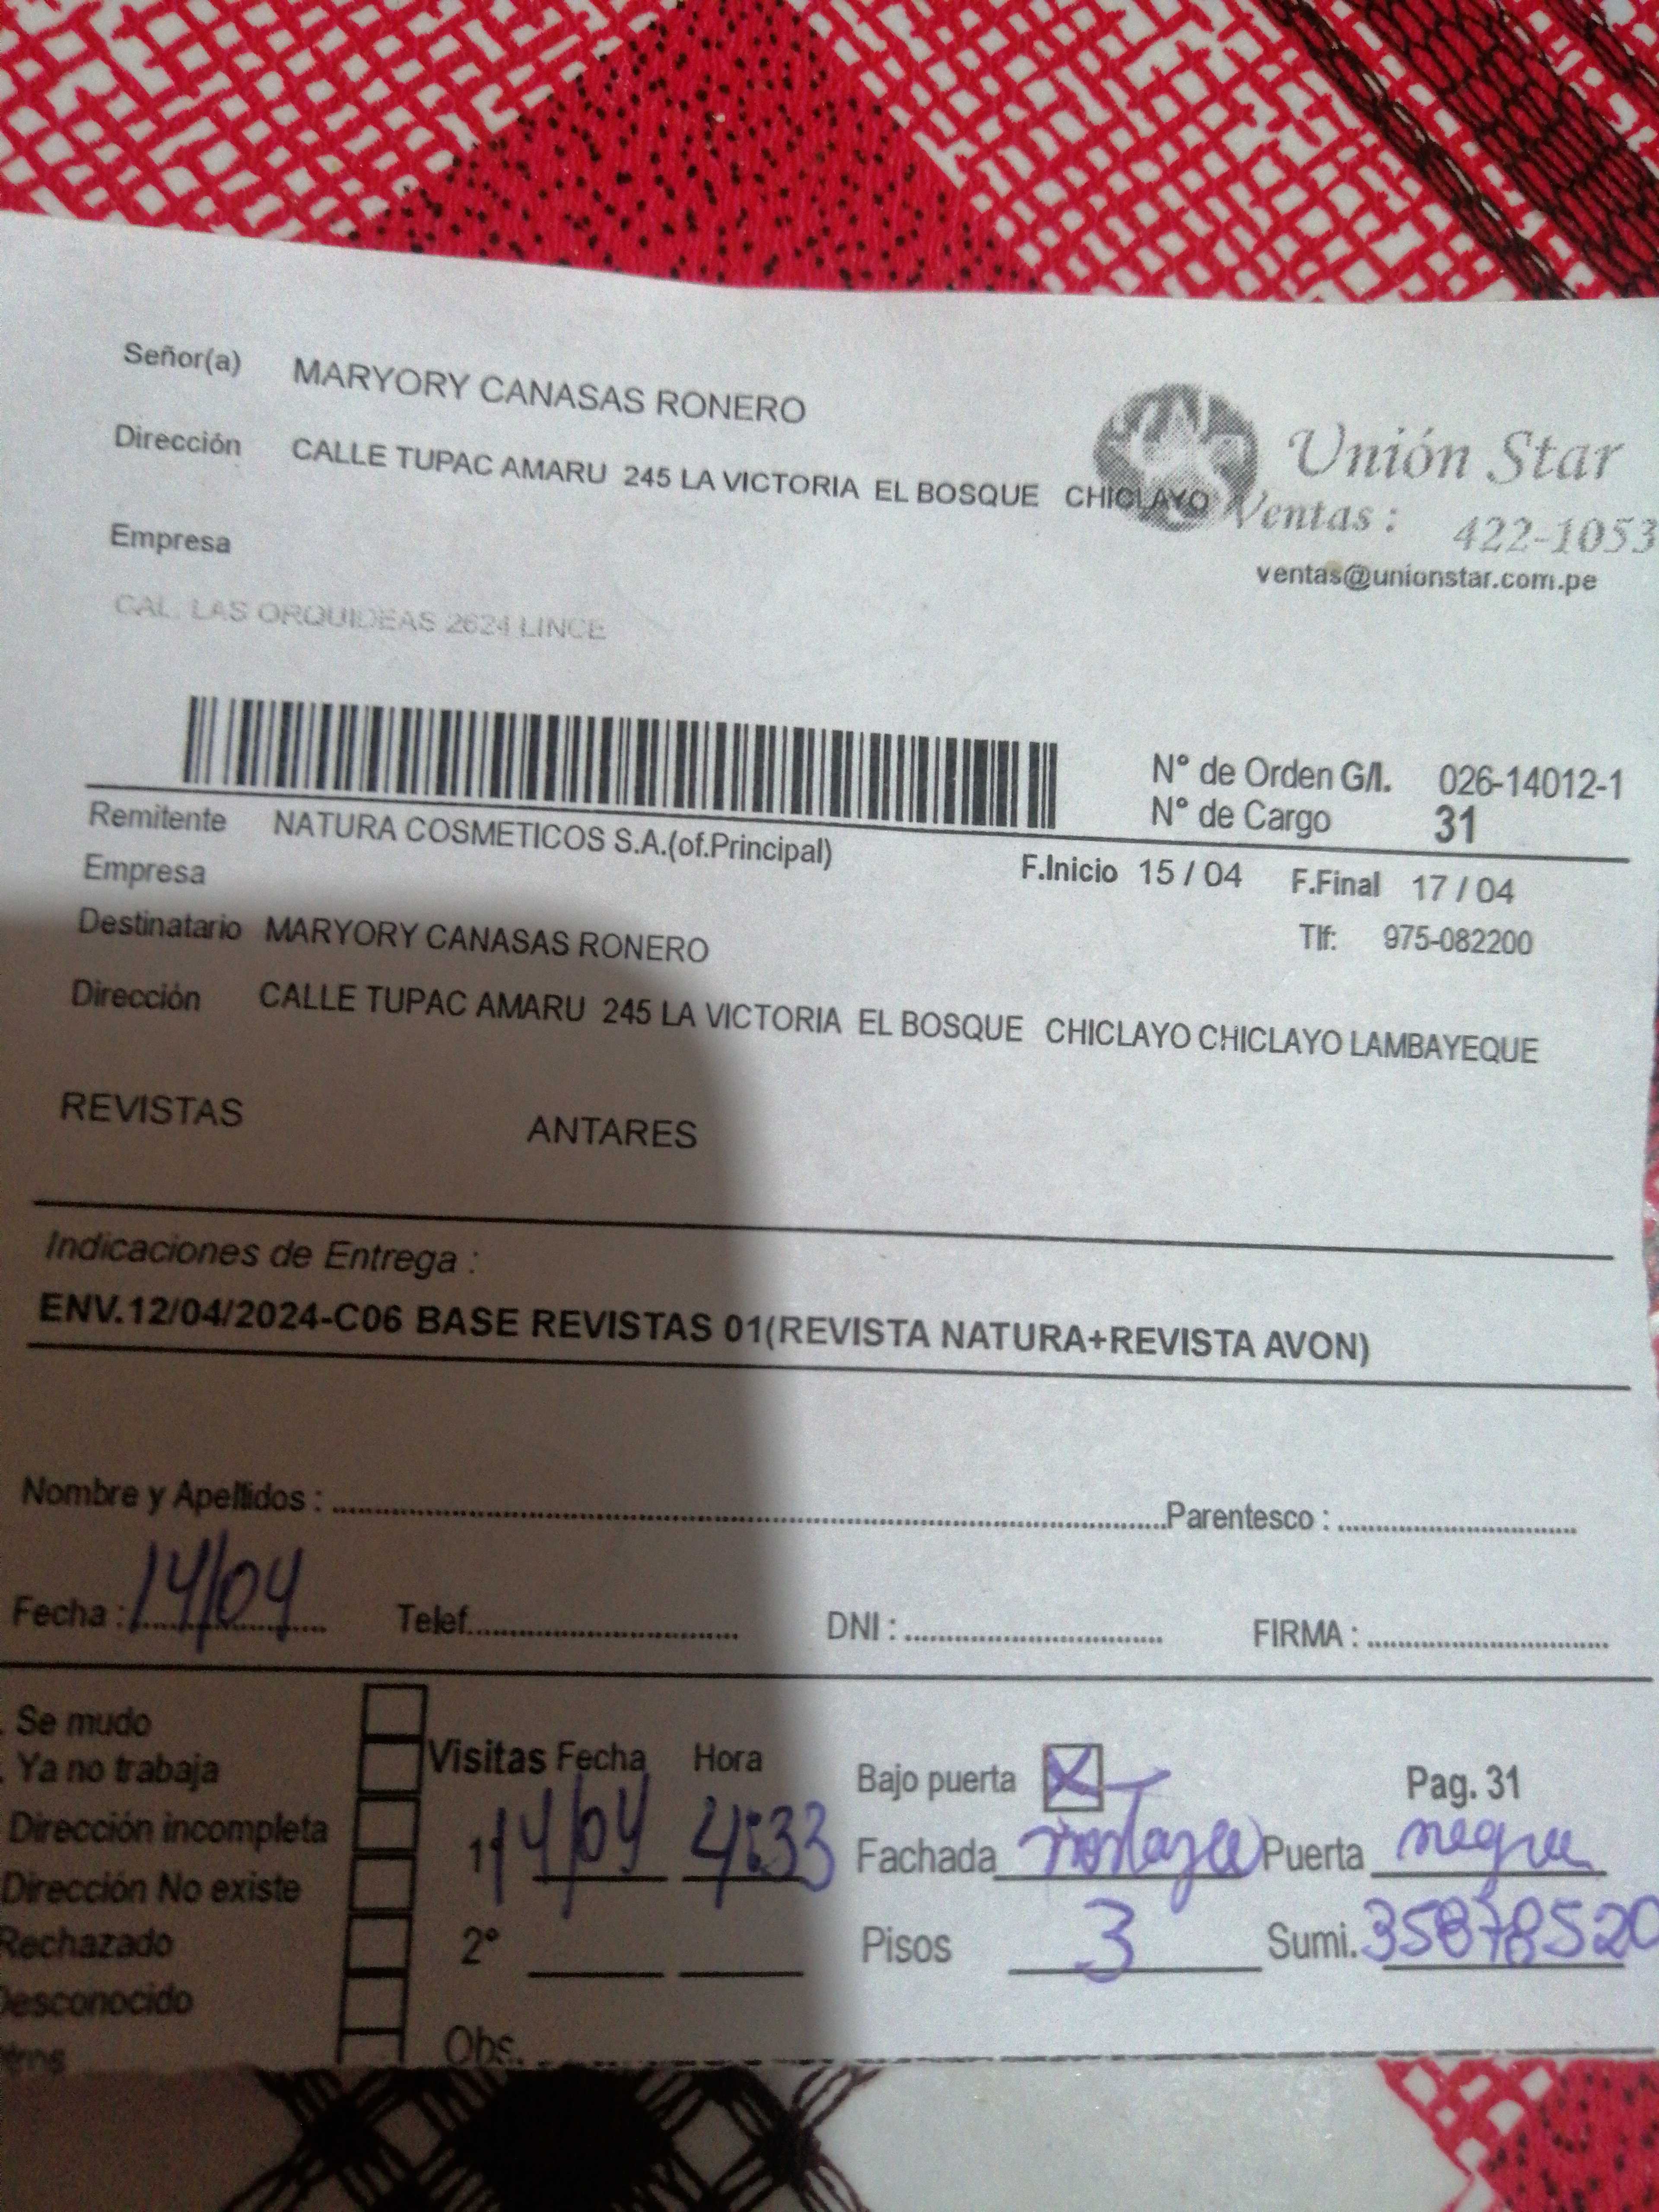 Señor(a) MARYORY CANASAS RONERO
Dirección CALLE TUPAC AMARU 245 LA VICTORIA EL BOSQUE CHICLAYO
Unión Star
Ventas : 422-1053
ventas@unionstar.com.pe
Empresa
CAL. LAS ORQUIDEAS 2624 LINCE
N° de Orden G/I. 026-14012-1
N° de Cargo 31
Remitente NATURA COSMETICOS S.A.(of.Principal)
F.Inicio 15 / 04 F.Final 17 / 04
Empresa
Tlf: 975-082200
Destinatario MARYORY CANASAS RONERO
Dirección CALLE TUPAC AMARU 245 LA VICTORIA EL BOSQUE CHICLAYO CHICLAYO LAMBAYEQUE
REVISTAS ANTARES
Indicaciones de Entrega :
ENV.12/04/2024-C06 BASE REVISTAS 01(REVISTA NATURA+REVISTA AVON)
Nombre y Apellidos : Parentesco :
Fecha : 14/04 Telef. DNI : FIRMA :
Se mudo
Ya no trabaja
Dirección incompleta
Dirección No existe
Rechazado
Desconocido
Visitas Fecha Hora
14/04 4:33
2°
Obs.
Bajo puerta X Pag. 31
Fachada mostaza Puerta negra
Pisos 3 Sumi. 35878520